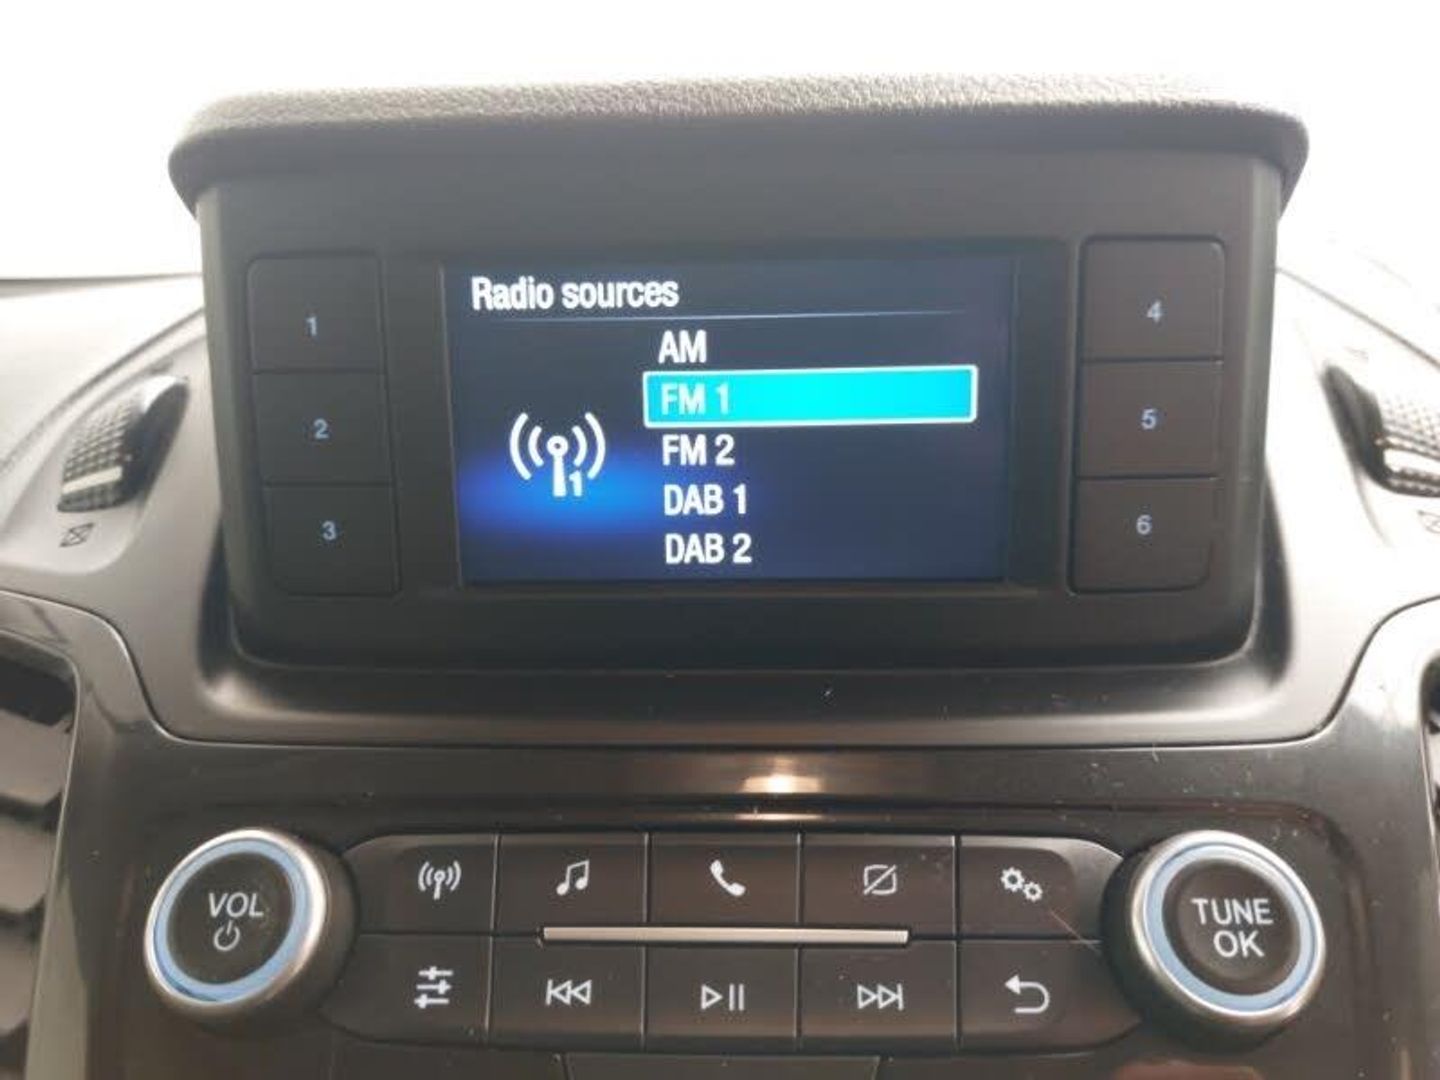 Radio sources
AM
FM 1
FM 2
DAB 1
DAB 2
1
1
2
3
4
5
6
VOL
TUNE
OK